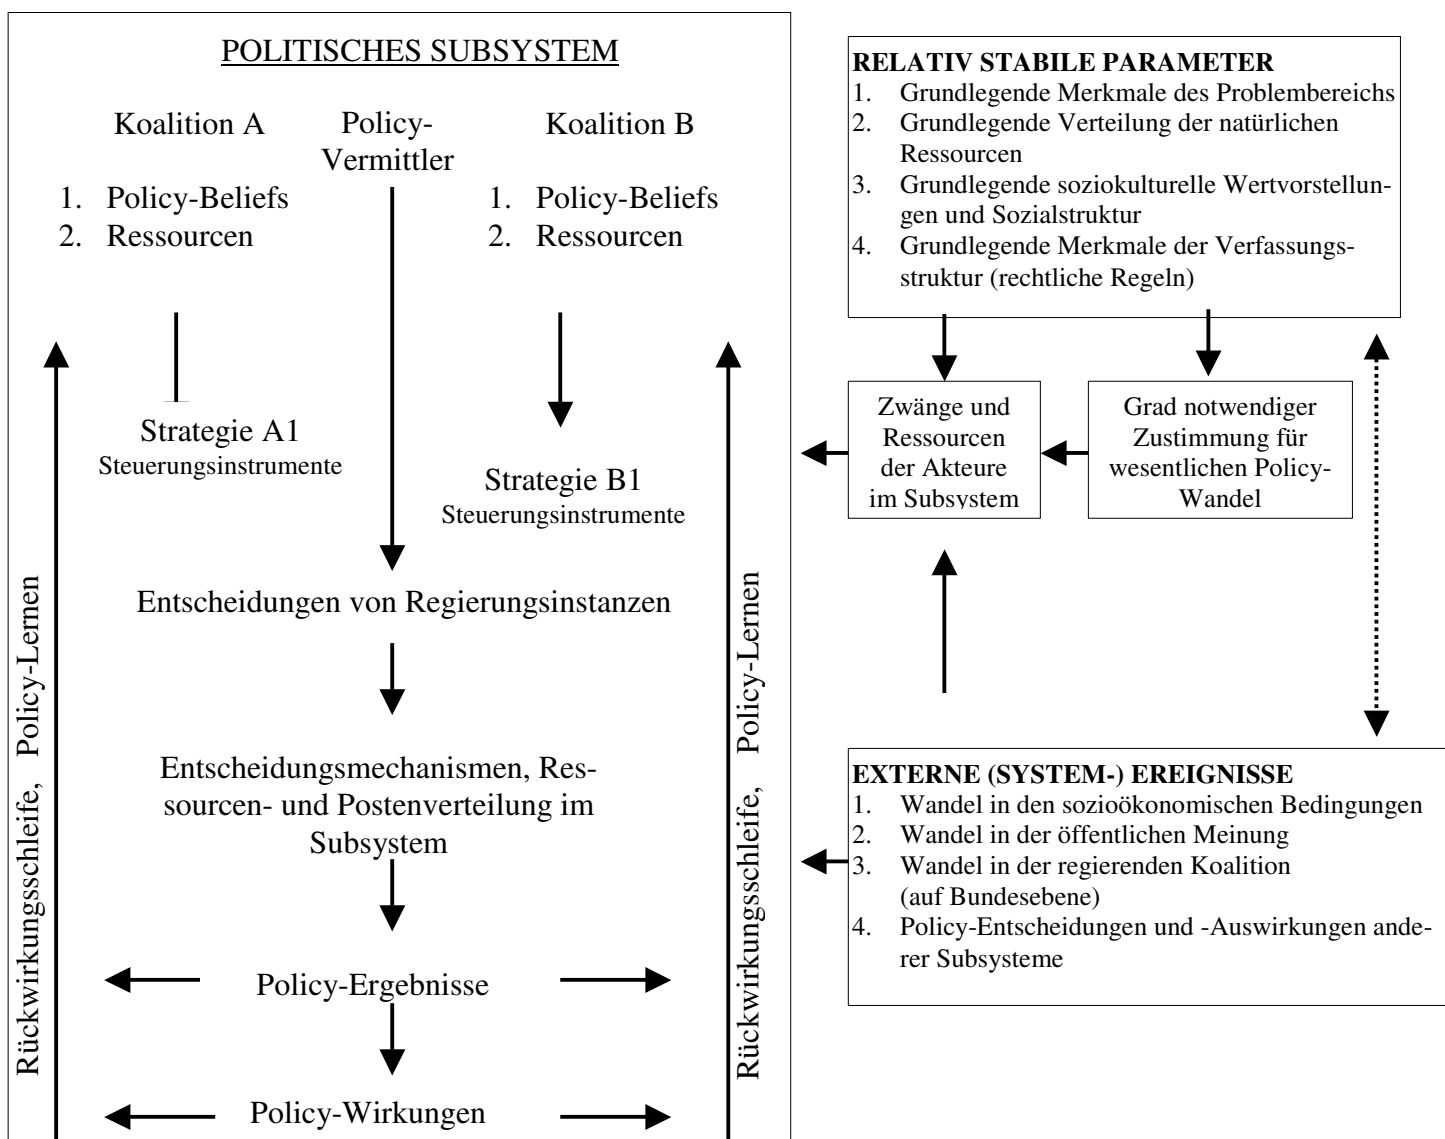 POLITISCHES SUBSYSTEM
Koalition A
Policy-
Vermittler
Koalition B
1. Policy-Beliefs
2. Ressourcen
1. Policy-Beliefs
2. Ressourcen
Strategie A1
Steuerungsinstrumente
Strategie B1
Steuerungsinstrumente
Entscheidungen von Regierungsinstanzen
Entscheidungsmechanismen, Res-
sourcen- und Postenverteilung im
Subsystem
Policy-Ergebnisse
Policy-Wirkungen
Rückwirkungsschleife, Policy-Lernen
Rückwirkungsschleife, Policy-Lernen
RELATIV STABILE PARAMETER
1. Grundlegende Merkmale des Problembereichs
2. Grundlegende Verteilung der natürlichen
Ressourcen
3. Grundlegende soziokulturelle Wertvorstellun-
gen und Sozialstruktur
4. Grundlegende Merkmale der Verfassungs-
struktur (rechtliche Regeln)
Zwänge und
Ressourcen
der Akteure
im Subsystem
Grad notwendiger
Zustimmung für
wesentlichen Policy-
Wandel
EXTERNE (SYSTEM-) EREIGNISSE
1. Wandel in den sozioökonomischen Bedingungen
2. Wandel in der öffentlichen Meinung
3. Wandel in der regierenden Koalition
(auf Bundesebene)
4. Policy-Entscheidungen und -Auswirkungen ande-
rer Subsysteme